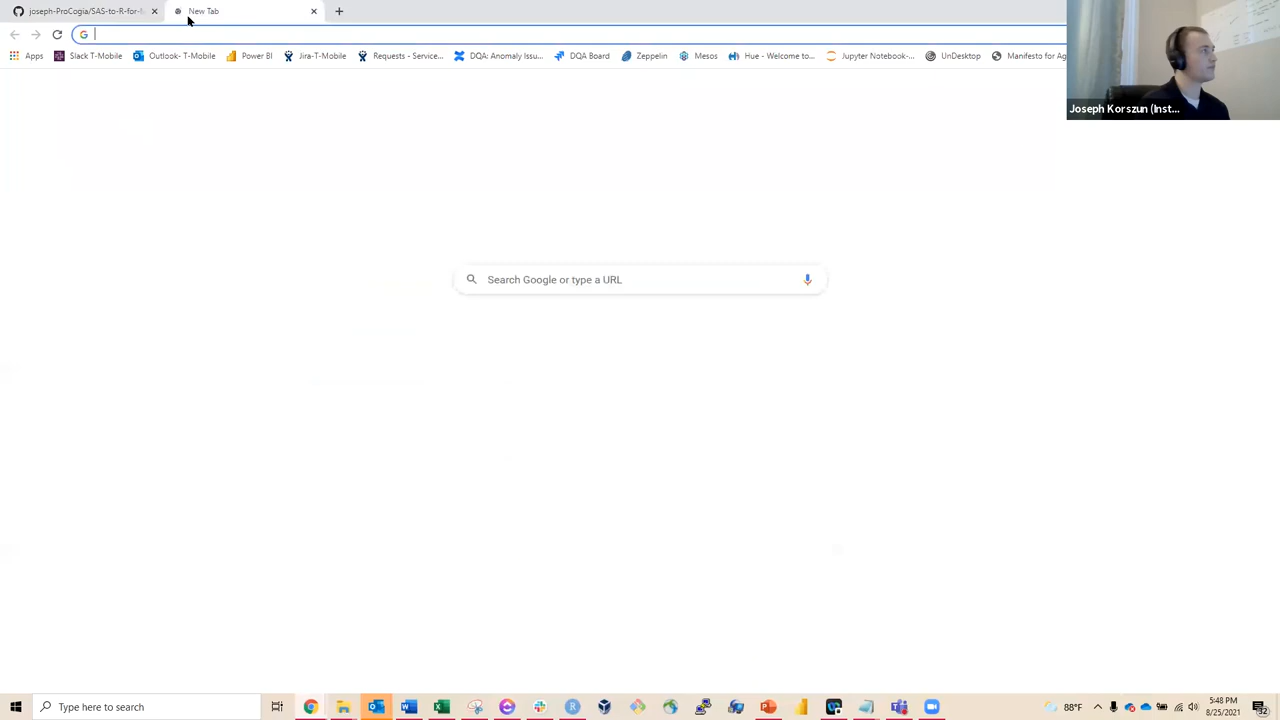 joseph-ProCogia/SAS-to-R-for-
New Tab
Apps
Slack T-Mobile
Outlook- T-Mobile
Power BI
Jira-T-Mobile
Requests - Service...
DQA: Anomaly Issu...
DQA Board
Zeppelin
Mesos
Hue - Welcome to...
Jupyter Notebook-...
UnDesktop
Manifesto for Ag
Joseph Korszun (Inst...
Search Google or type a URL
Type here to search
88°F
5:48 PM
8/25/2021